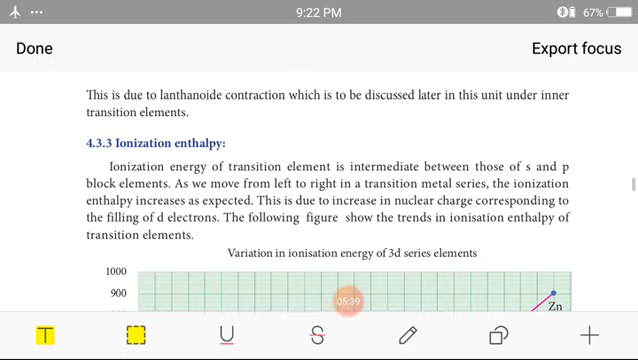 9:22 PM
67%
Done
Export focus
This is due to lanthanoide contraction which is to be discussed later in this unit under inner
transition elements.
4.3.3 Ionization enthalpy:
Ionization energy of transition element is intermediate between those of s and p
block elements. As we move from left to right in a transition metal series, the ionization
enthalpy increases as expected. This is due to increase in nuclear charge corresponding to
the filling of d electrons. The following figure show the trends in ionisation enthalpy of
transition elements.
Variation in ionisation energy of 3d series elements
1000
900
05:39
Zn
T
U
S